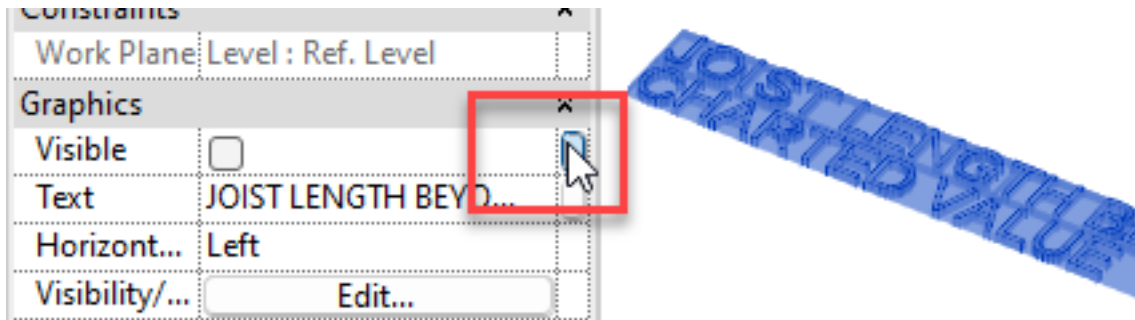 Constraints
Work Plane Level : Ref. Level
Graphics
Visible
Text JOIST LENGTH BEYO...
Horizont... Left
Visibility/... Edit...
JOIST LENGTH
CHARTED VALUE